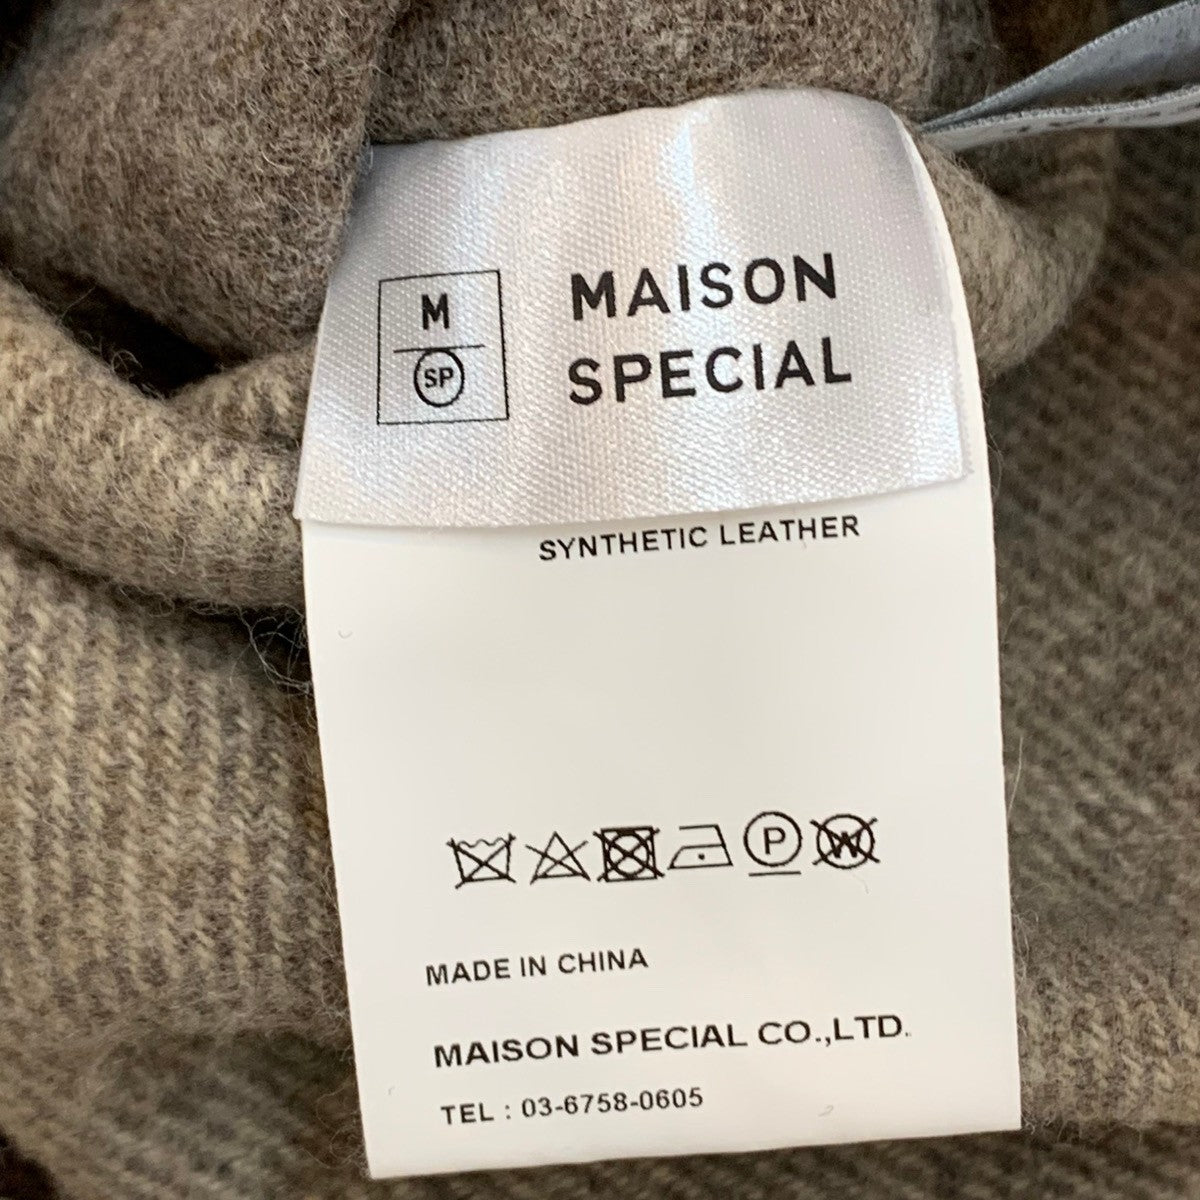 M
SP
MAISON
SPECIAL
SYNTHETIC LEATHER
P
W
MADE IN CHINA
MAISON SPECIAL CO.,LTD.
TEL : 03-6758-0605